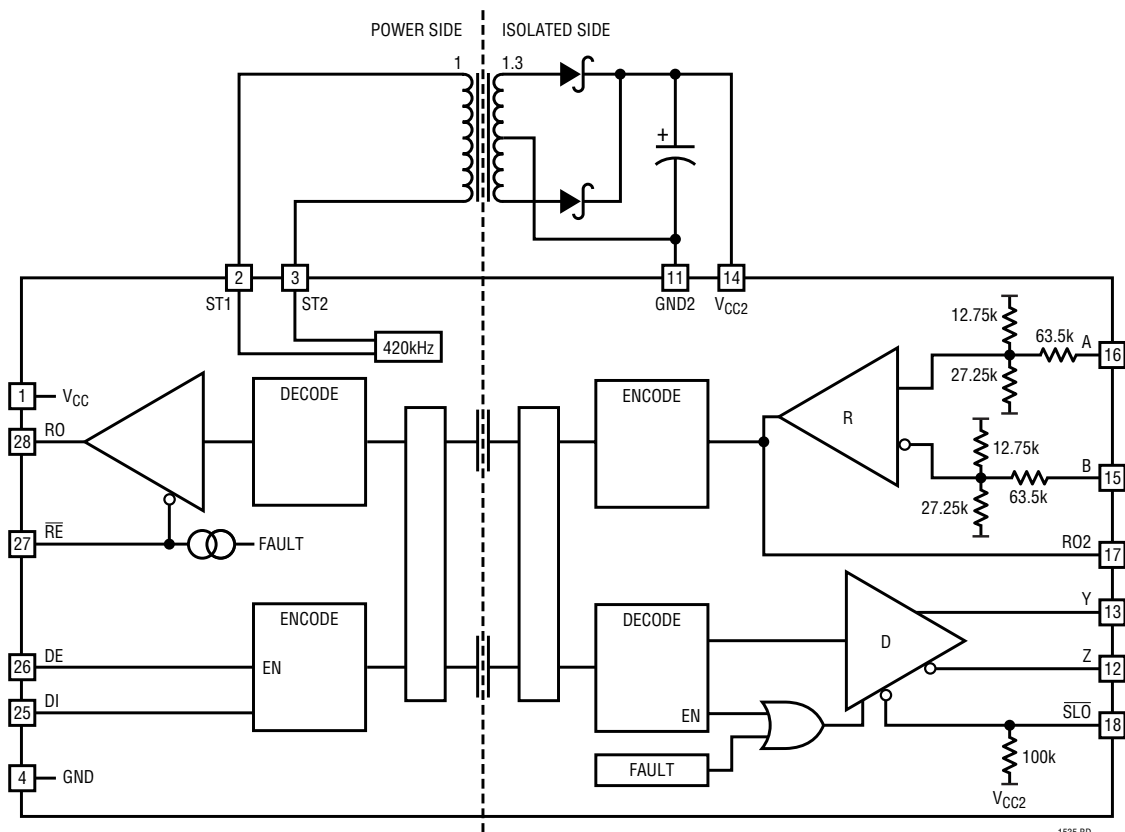 POWER SIDE
ISOLATED SIDE
1
1.3
+
2
3
11
14
ST1
ST2
GND2
VCC2
420kHz
12.75k
63.5k
A
16
27.25k
1
VCC
DECODE
ENCODE
R
28
RO
12.75k
B
15
27.25k
63.5k
27
RE
FAULT
RO2
17
ENCODE
DECODE
Y
13
D
26
DE
EN
Z
12
25
DI
EN
SLO
18
FAULT
100k
4
GND
VCC2